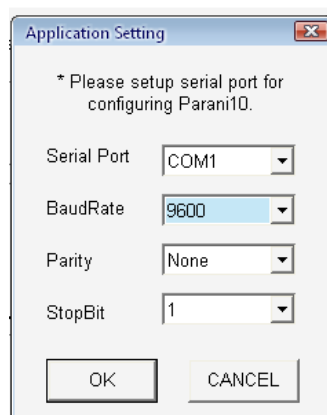 Application Setting
* Please setup serial port for
configuring Parani10.
Serial Port COM1
BaudRate 9600
Parity None
StopBit 1
OK CANCEL